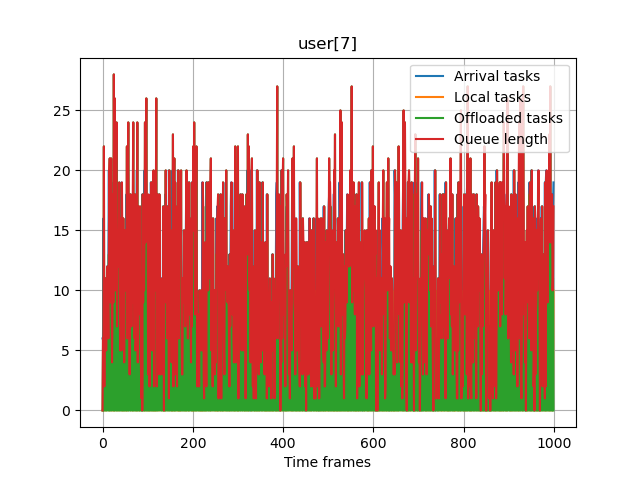 user[7]
Arrival tasks
Local tasks
Offloaded tasks
Queue length
25
20
15
10
5
0
0 200 400 600 800 1000
Time frames